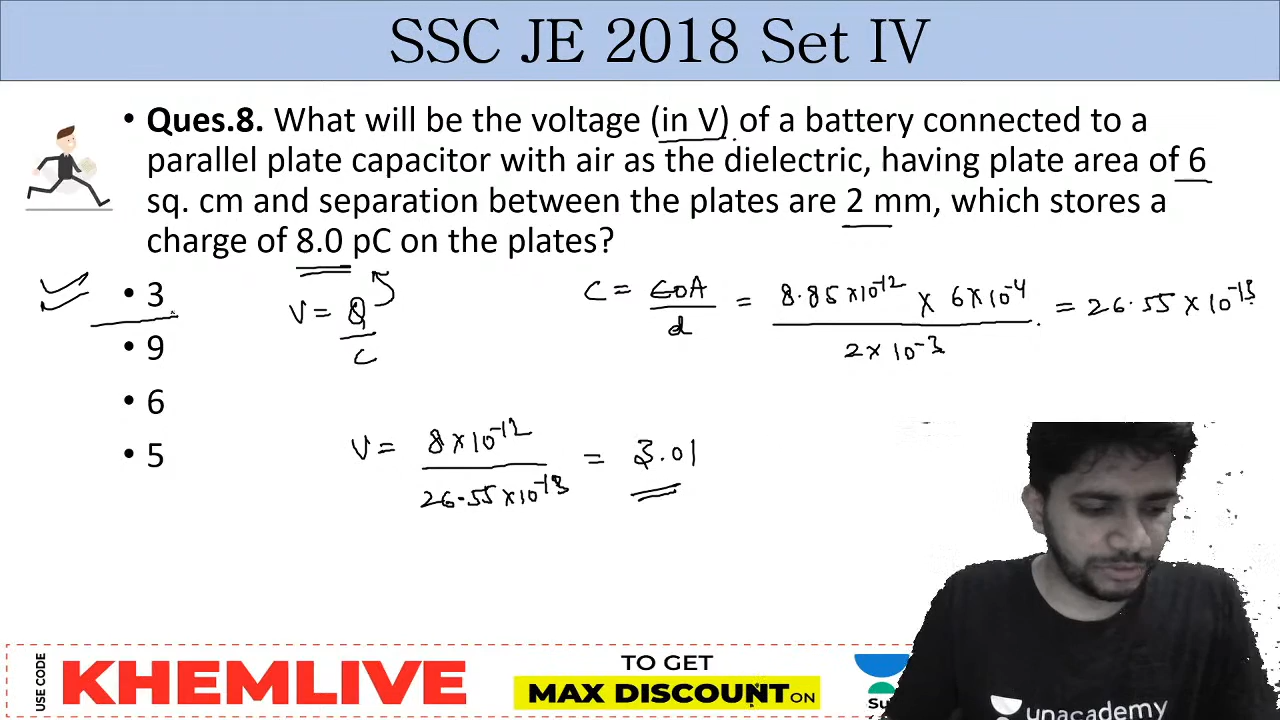 SSC JE 2018 Set IV
• Ques.8. What will be the voltage (in V) of a battery connected to a
parallel plate capacitor with air as the dielectric, having plate area of 6
sq. cm and separation between the plates are 2 mm, which stores a
charge of 8.0 pC on the plates?
• 3
• 9
• 6
• 5
V = Q/C
C = ε0A/d = 8.85×10⁻¹² × 6×10⁻⁴ / 2×10⁻³ = 26.55×10⁻¹³
V = 8×10⁻¹² / 26.55×10⁻¹³ = 3.01
USE CODE
KHEMLIVE
TO GET
MAX DISCOUNT ON
unacademy